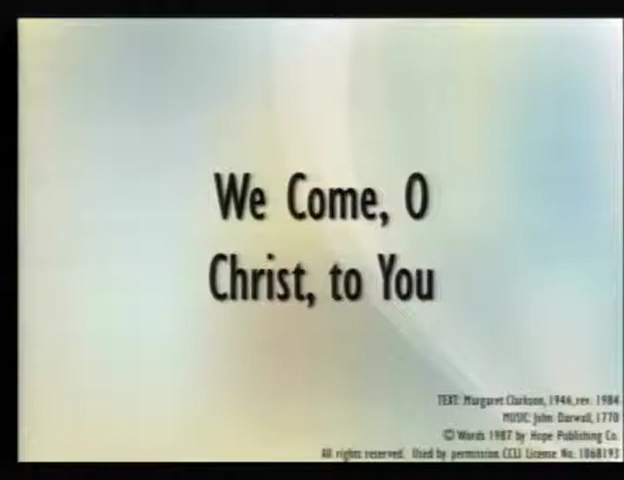 We Come, O
Christ, to You
TEXT: Margaret Clarkson, 1946, rev. 1984
MUSIC: John Darwall, 1770
© Words 1987 by Hope Publishing Co.
All rights reserved. Used by permission CCLI License No. 1868193